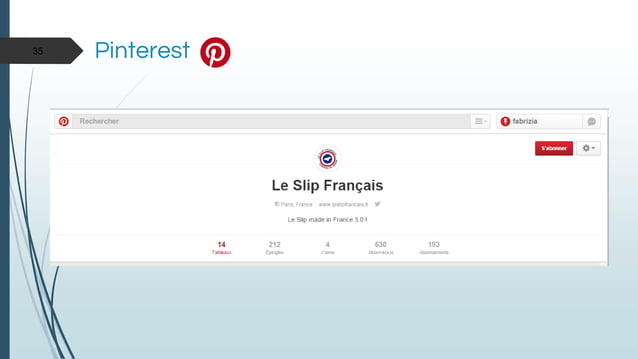 35
Pinterest
Rechercher
fabrizia
S'abonner
Le Slip Français
Paris, France www.leslipfrancais.fr
Le Slip made in France 3.0 !
14 212 4 630 193
Tableaux Épingles J'aime Abonné(e)s Abonnements